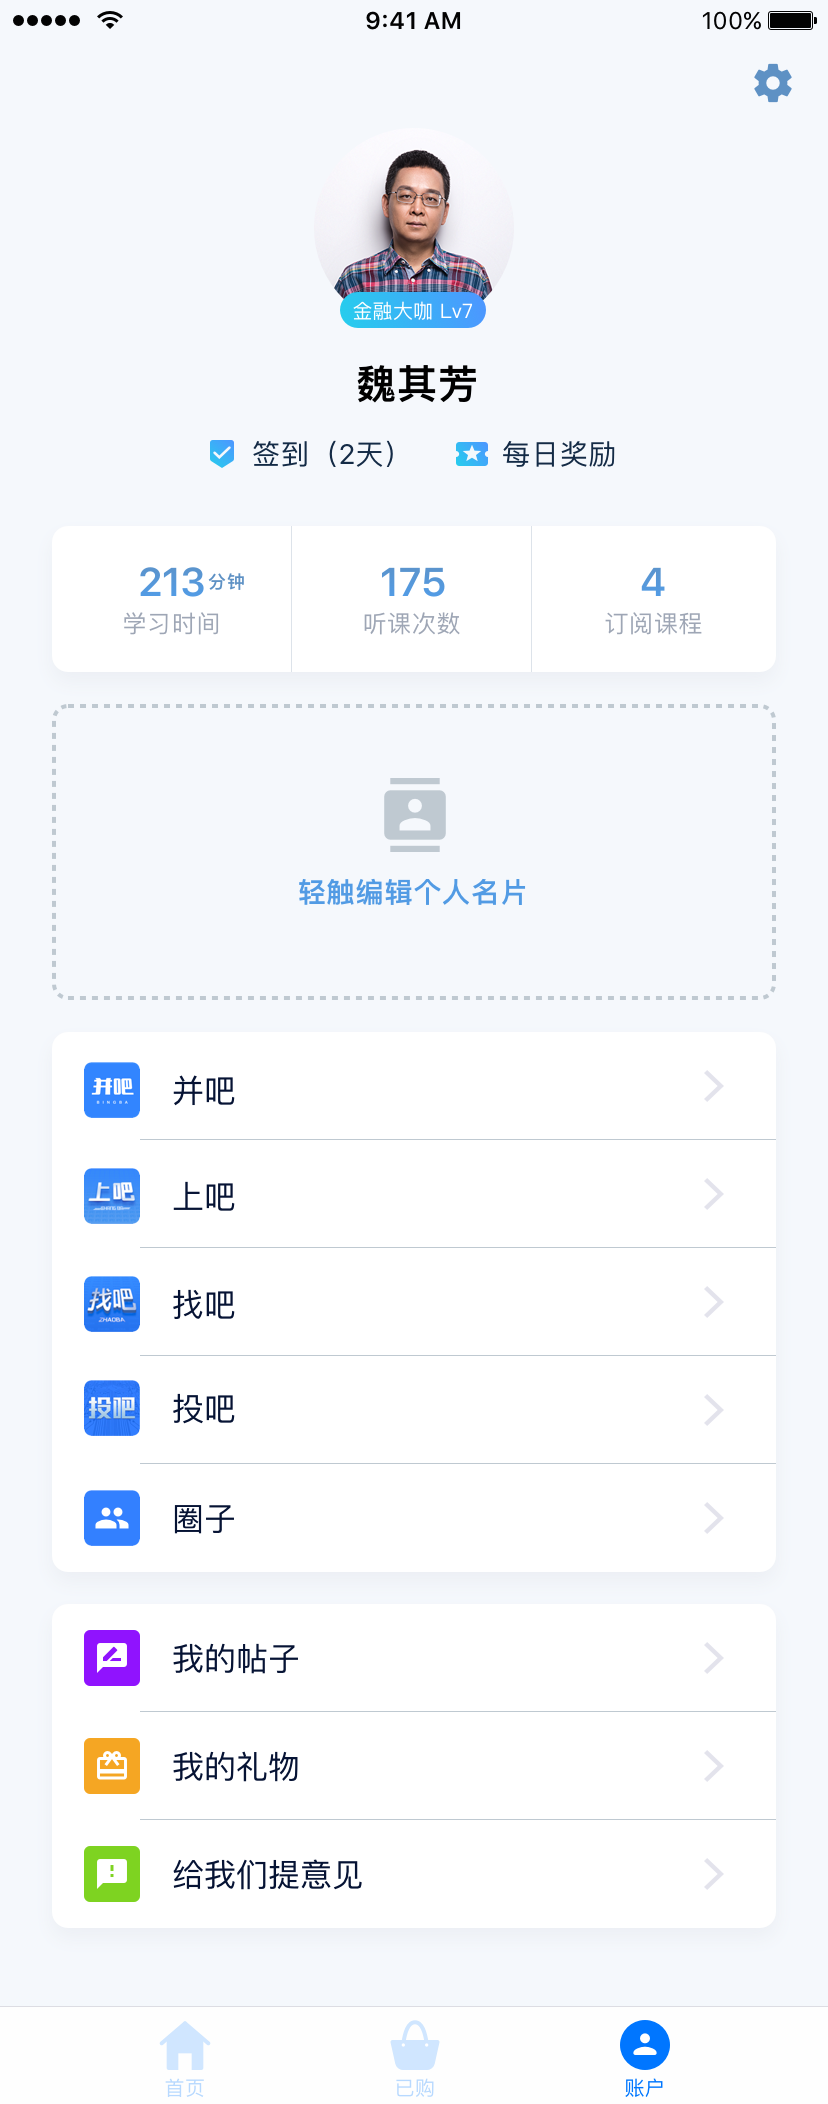 9:41 AM
100%
金融大咖 Lv7
魏其芳
签到（2天） 每日奖励
213分钟 175 4
学习时间 听课次数 订阅课程
轻触编辑个人名片
并吧
BINGBA
并吧
上吧
上吧
找吧
ZHAOBA
找吧
投吧
投吧
圈子
我的帖子
我的礼物
给我们提意见
首页 已购 账户